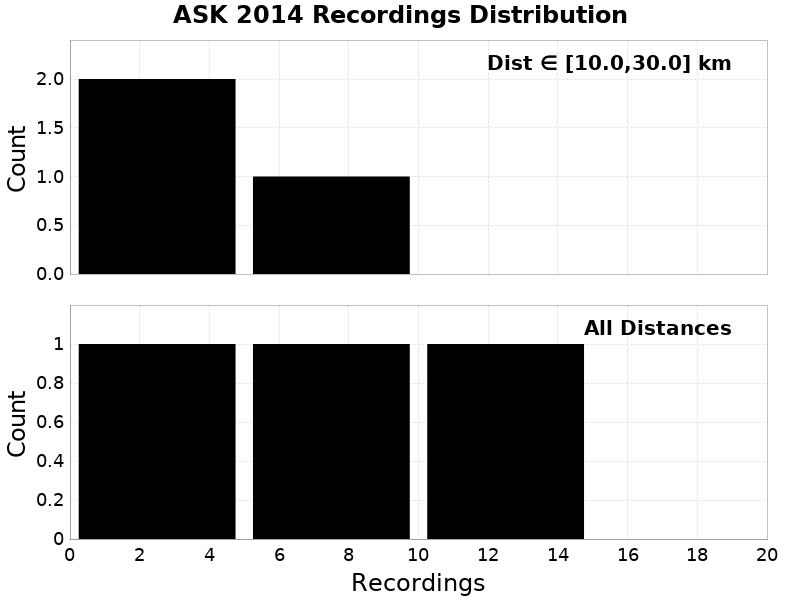 ASK 2014 Recordings Distribution
Dist ∈ [10.0,30.0] km
Count
2.0
1.5
1.0
0.5
0.0
All Distances
Count
1
0.8
0.6
0.4
0.2
0
0 2 4 6 8 10 12 14 16 18 20
Recordings